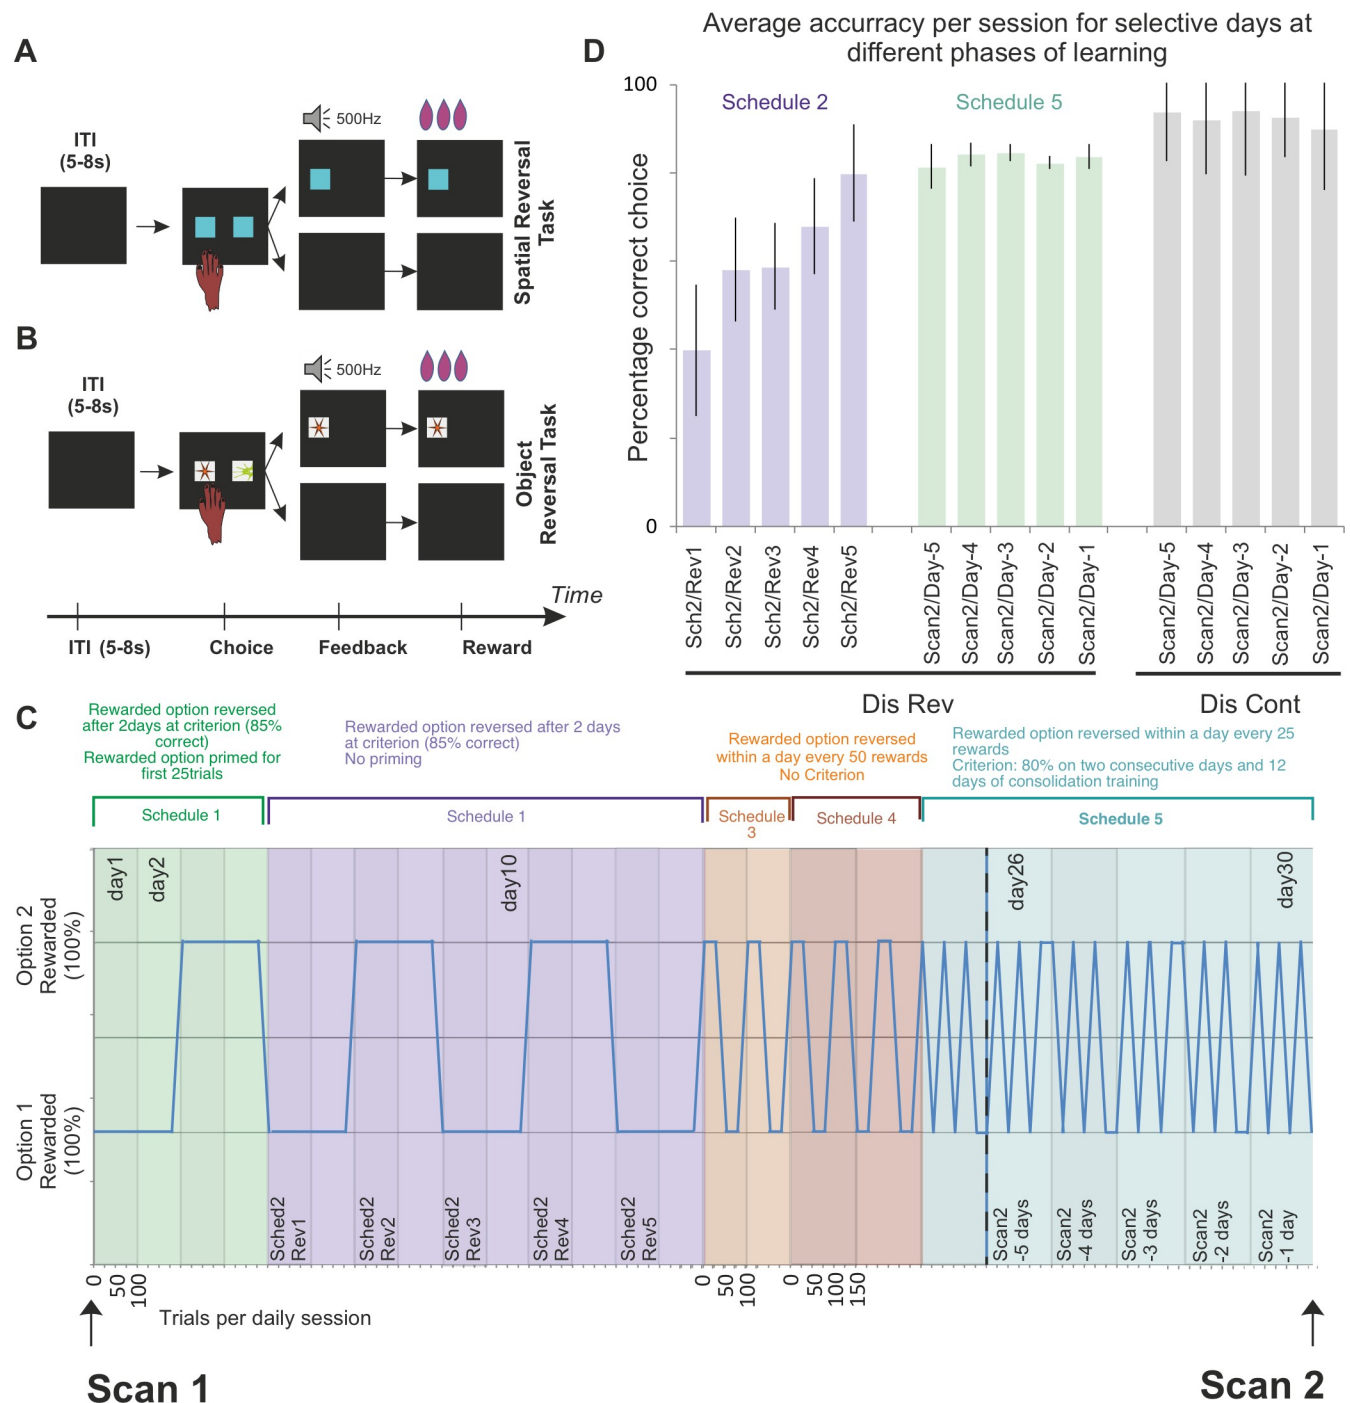 A
ITI
(5-8s)
500Hz
Spatial Reversal
Task
B
ITI
(5-8s)
500Hz
Object
Reversal Task
Time
ITI (5-8s)
Choice
Feedback
Reward
D
Average accurracy per session for selective days at
different phases of learning
Percentage correct choice
100
0
Schedule 2
Schedule 5
Sch2/Rev1
Sch2/Rev2
Sch2/Rev3
Sch2/Rev4
Sch2/Rev5
Scan2/Day-5
Scan2/Day-4
Scan2/Day-3
Scan2/Day-2
Scan2/Day-1
Scan2/Day-5
Scan2/Day-4
Scan2/Day-3
Scan2/Day-2
Scan2/Day-1
Dis Rev
Dis Cont
C
Rewarded option reversed
after 2days at criterion (85%
correct)
Rewarded option primed for
first 25trials
Rewarded option reversed after 2 days
at criterion (85% correct)
No priming
Rewarded option reversed
within a day every 50 rewards
No Criterion
Rewarded option reversed within a day every 25
rewards
Criterion: 80% on two consecutive days and 12
days of consolidation training
Schedule 1
Schedule 1
Schedule
3
Schedule 4
Schedule 5
day1
day2
day10
day26
day30
Option 2
Rewarded
(100%)
Option 1
Rewarded
(100%)
Sched2
Rev1
Sched2
Rev2
Sched2
Rev3
Sched2
Rev4
Sched2
Rev5
Scan2
-5 days
Scan2
-4 days
Scan2
-3 days
Scan2
-2 days
Scan2
-1 day
0
50
100
0
50
100
0
50
100
150
Trials per daily session
Scan 1
Scan 2